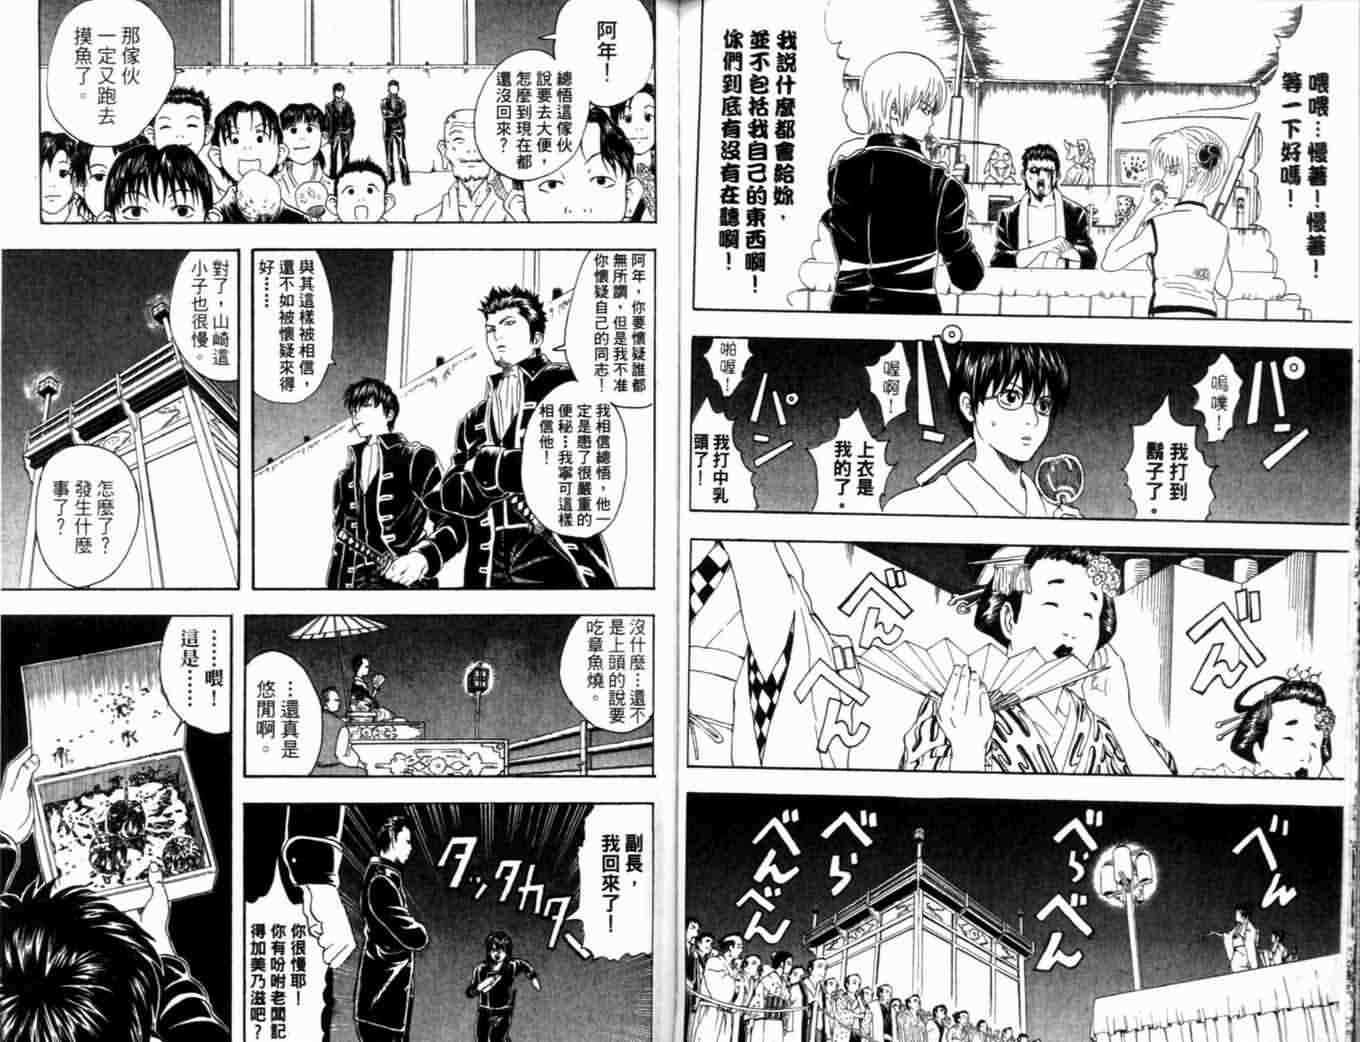 喂喂…慢著！慢著！
等一下好嗎！
我說什麼都會給妳，
並不包括我自己的東西啊！
你們到底有沒有在聽啊！
パン
嗚噗！
我打到
鬍子了。
喔啊！
上衣是
我的了。
パン
啪喔！
我打中乳
頭了！
べんべん
べんべん
べべん
べらべん
べらべんべん
阿年！
總悟這傢伙
說要去大便，
怎麼到現在都
還沒回來？
那傢伙
一定又跑去
摸魚了。
阿年，你要懷疑誰都
無所謂，但是我不准
你懷疑自己的同志！
我相信總悟，他一
定是患了很嚴重的
便秘…我寧可這樣
相信他！
與其這樣被相信，
還不如被懷疑來得
好……
對了，山崎這
小子也很慢。
怎麼了？
發生什麼
事了？
沒什麼…還不
是上頭的說要
吃章魚燒。
…還真是
悠閒啊。
副長，
我回來了！
タッタカタ
你很慢耶！
你有吩咐老闆記
得加美乃滋吧？
……喂！
這是……